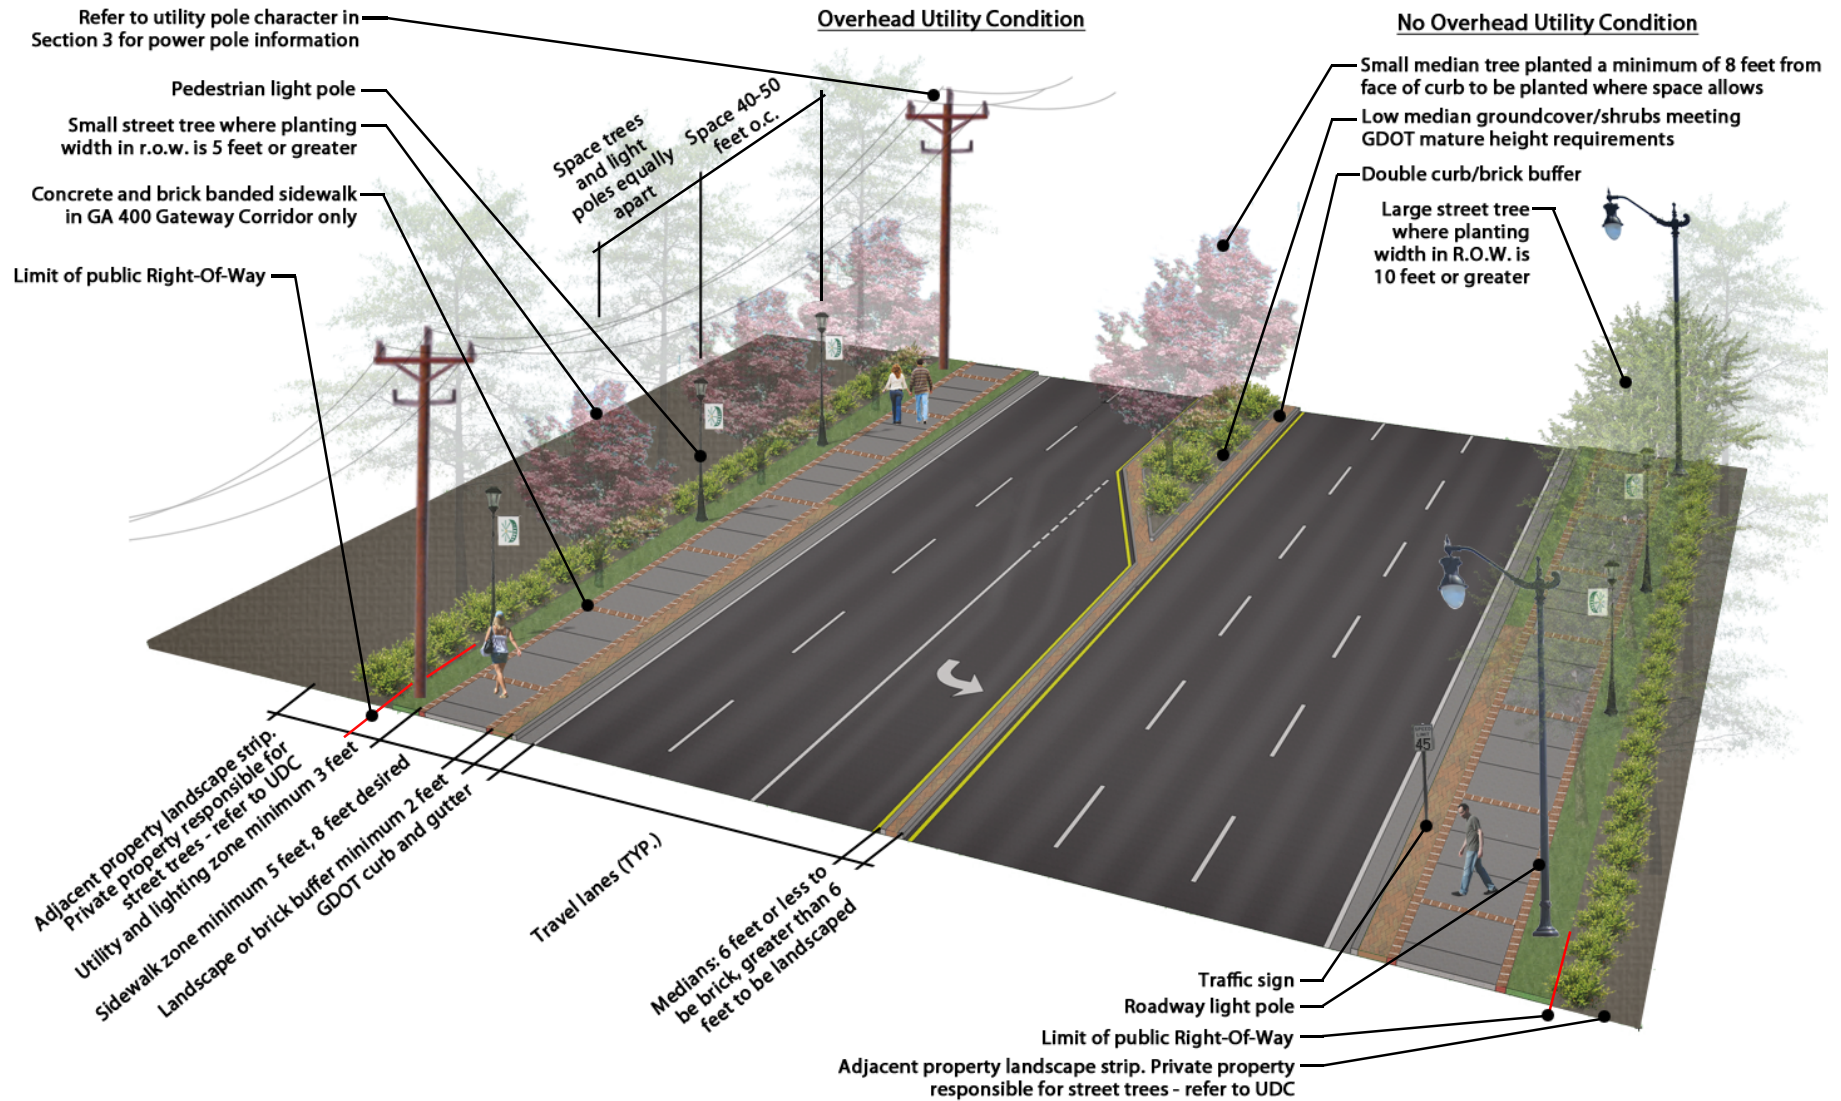 Overhead Utility Condition
No Overhead Utility Condition
Refer to utility pole character in
Section 3 for power pole information
Pedestrian light pole
Small street tree where planting
width in r.o.w. is 5 feet or greater
Concrete and brick banded sidewalk
in GA 400 Gateway Corridor only
Limit of public Right-Of-Way
Space trees
and light
poles equally
apart
Space 40-50
feet o.c.
Small median tree planted a minimum of 8 feet from
face of curb to be planted where space allows
Low median groundcover/shrubs meeting
GDOT mature height requirements
Double curb/brick buffer
Large street tree
where planting
width in R.O.W. is
10 feet or greater
SPEED
LIMIT
45
Adjacent property landscape strip.
Private property responsible for
street trees - refer to UDC
Utility and lighting zone minimum 3 feet
Sidewalk zone minimum 5 feet, 8 feet desired
Landscape or brick buffer minimum 2 feet
GDOT curb and gutter
Travel lanes (TYP.)
Medians: 6 feet or less to
be brick, greater than 6
feet to be landscaped
Traffic sign
Roadway light pole
Limit of public Right-Of-Way
Adjacent property landscape strip. Private property
responsible for street trees - refer to UDC